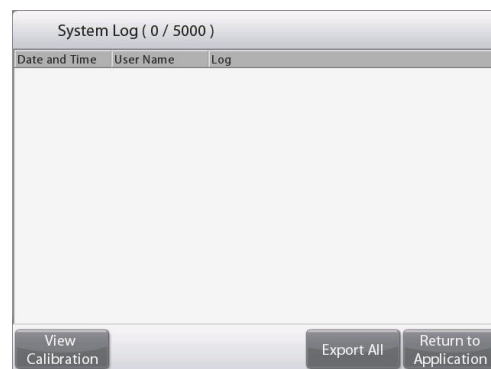 System Log ( 0 / 5000 )
Date and Time User Name Log
View
Calibration
Export All
Return to
Application